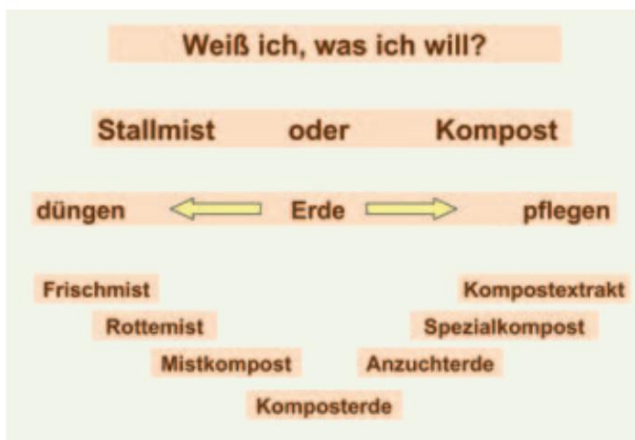 Weiß ich, was ich will?
Stallmist oder Kompost
düngen Erde pflegen
Frischmist Kompostextrakt
Rottemist Spezialkompost
Mistkompost Anzuchterde
Komposterde